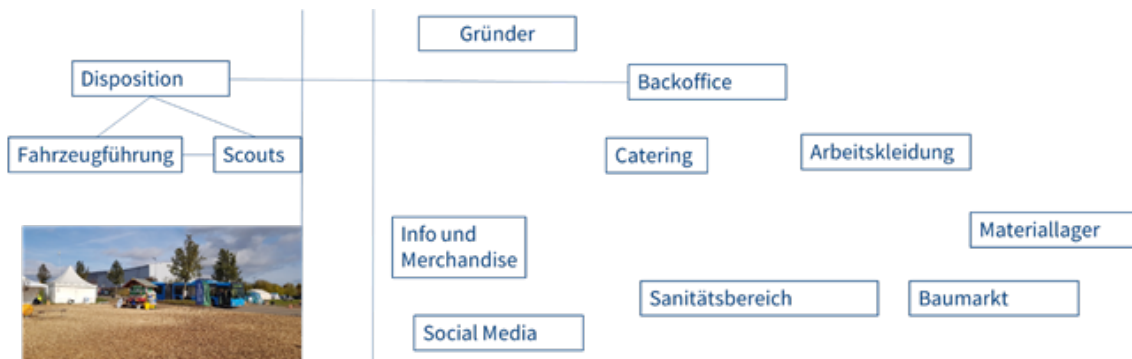 Gründer
Disposition
Backoffice
Fahrzeugführung
Scouts
Catering
Arbeitskleidung
Info und
Merchandise
Materiallager
Sanitätsbereich
Baumarkt
Social Media